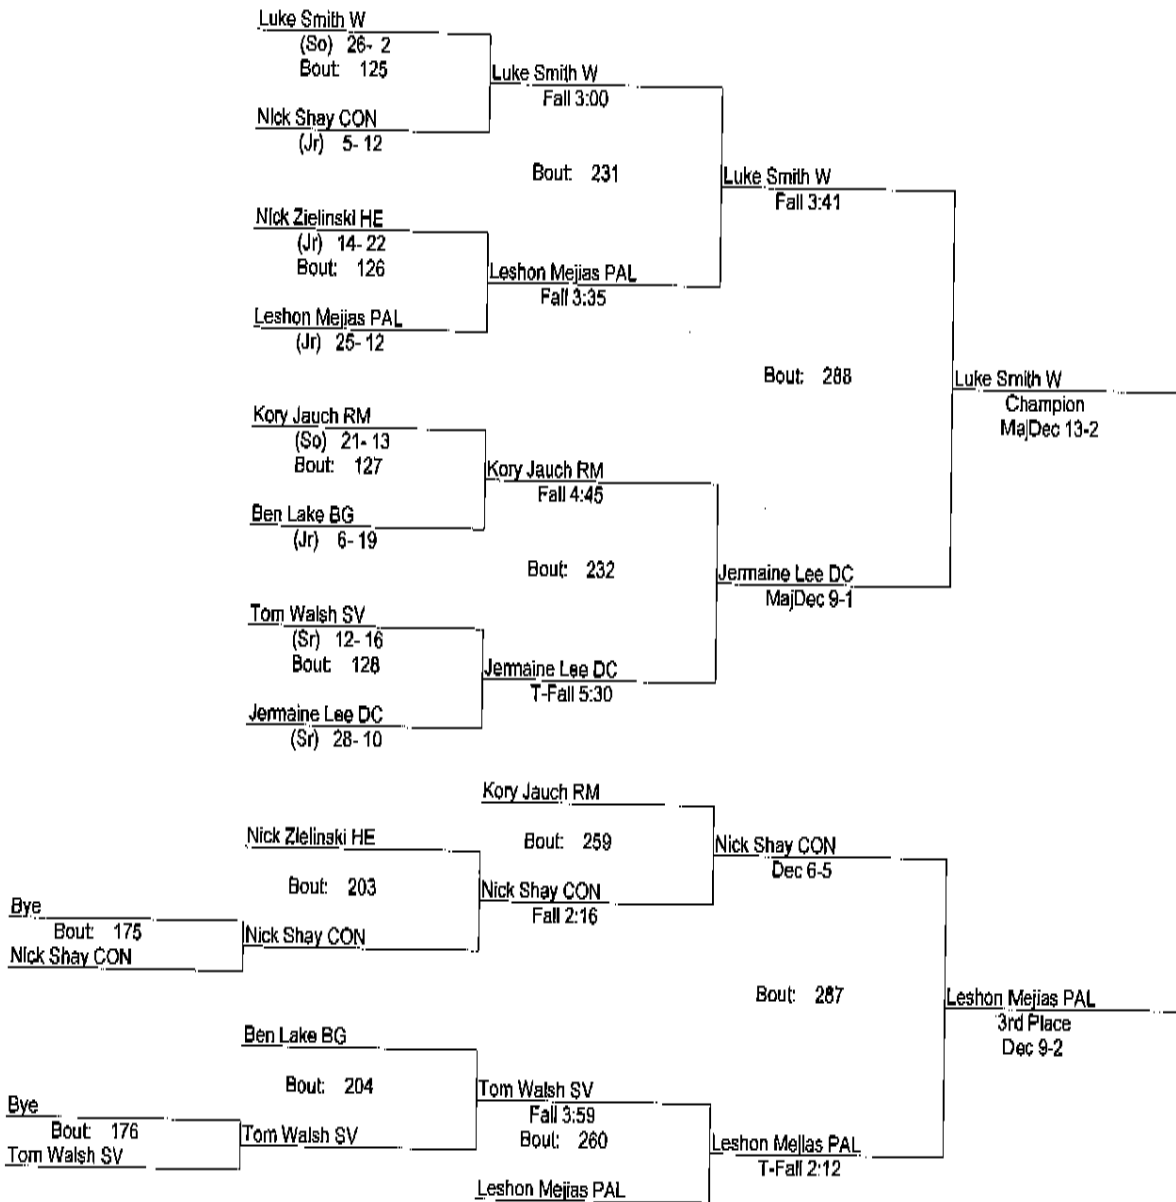 Luke Smith W
(So) 26- 2
Bout: 125
Luke Smith W
Fall 3:00
Nick Shay CON
(Jr) 5- 12
Bout: 231
Luke Smith W
Fall 3:41
Nick Zielinski HE
(Jr) 14- 22
Bout: 126
Leshon Mejias PAL
Fall 3:35
Leshon Mejias PAL
(Jr) 25- 12
Bout: 288
Luke Smith W
Champion
MajDec 13-2
Kory Jauch RM
(So) 21- 13
Bout: 127
Kory Jauch RM
Fall 4:45
Ben Lake BG
(Jr) 6- 19
Bout: 232
Jermaine Lee DC
MajDec 9-1
Tom Walsh SV
(Sr) 12- 16
Bout: 128
Jermaine Lee DC
T-Fall 5:30
Jermaine Lee DC
(Sr) 28- 10
Kory Jauch RM
Bout: 259
Nick Shay CON
Dec 6-5
Nick Zielinski HE
Bout: 203
Nick Shay CON
Fall 2:16
Bye
Bout: 175
Nick Shay CON
Nick Shay CON
Bout: 287
Leshon Mejias PAL
3rd Place
Dec 9-2
Ben Lake BG
Bout: 204
Tom Walsh SV
Fall 3:59
Bout: 260
Bye
Bout: 176
Tom Walsh SV
Tom Walsh SV
Leshon Mejias PAL
T-Fall 2:12
Leshon Mejias PAL